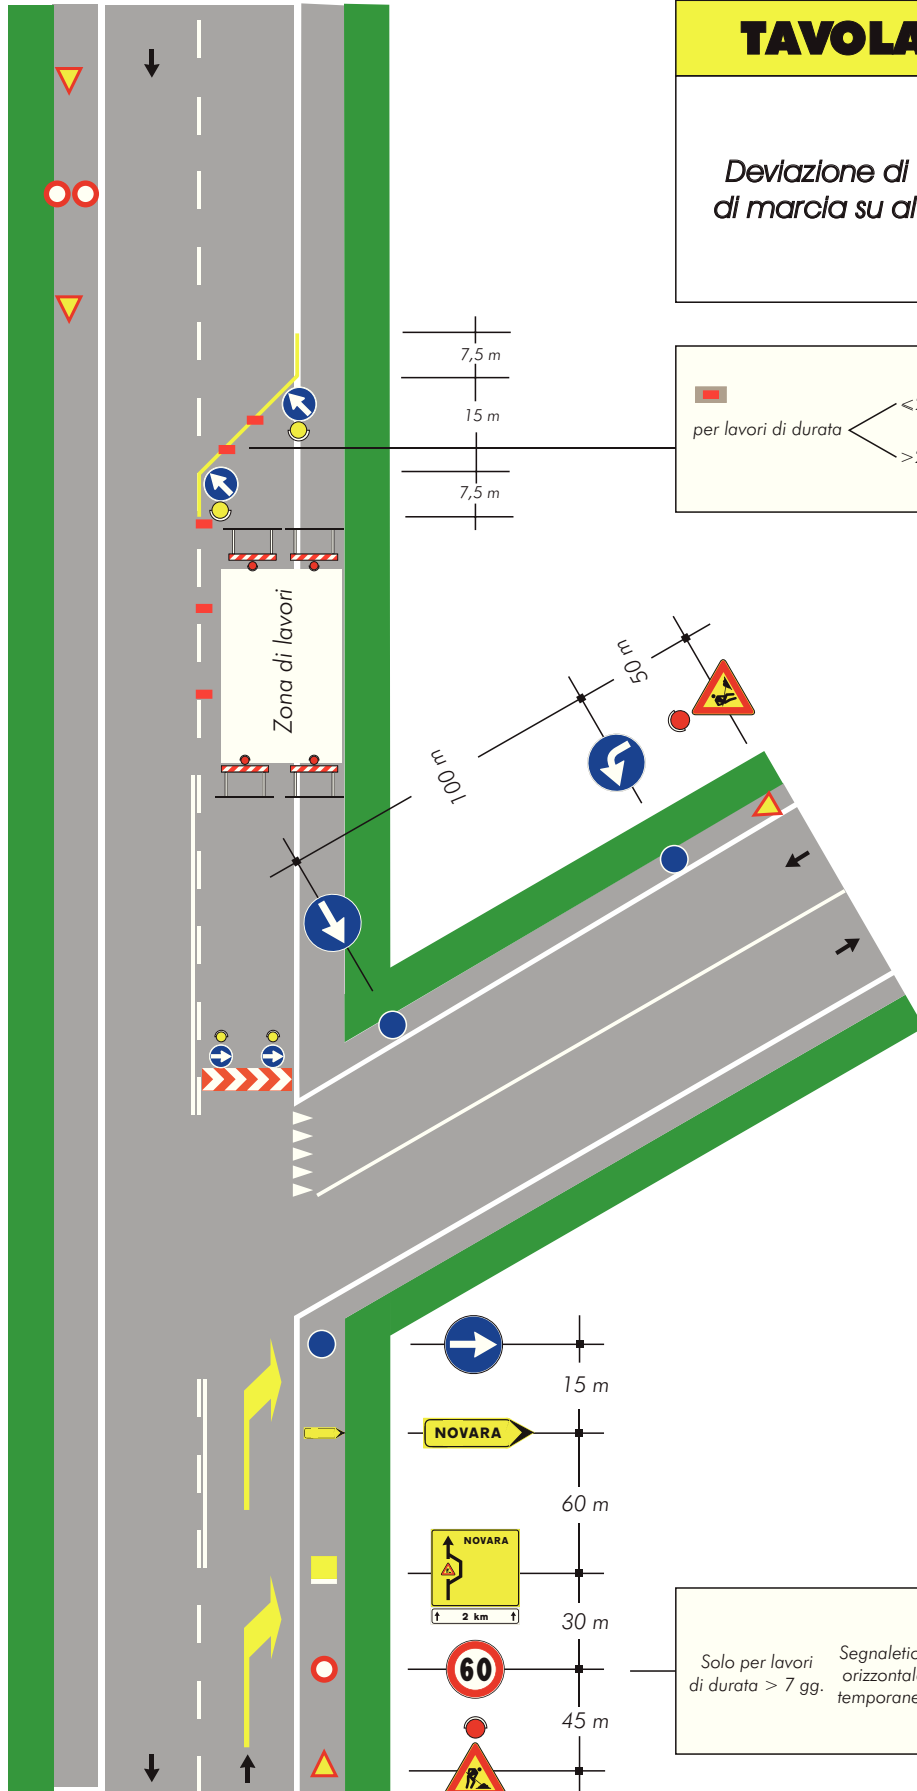 TAVOLA
Deviazione di
di marcia su al
7,5 m
15 m
7,5 m
per lavori di durata
Zona di lavori
50 m
100 m
15 m
NOVARA
60 m
NOVARA
2 km
30 m
60
45 m
Solo per lavori
di durata > 7 gg.
Segnaletic
orizzontal
temporane